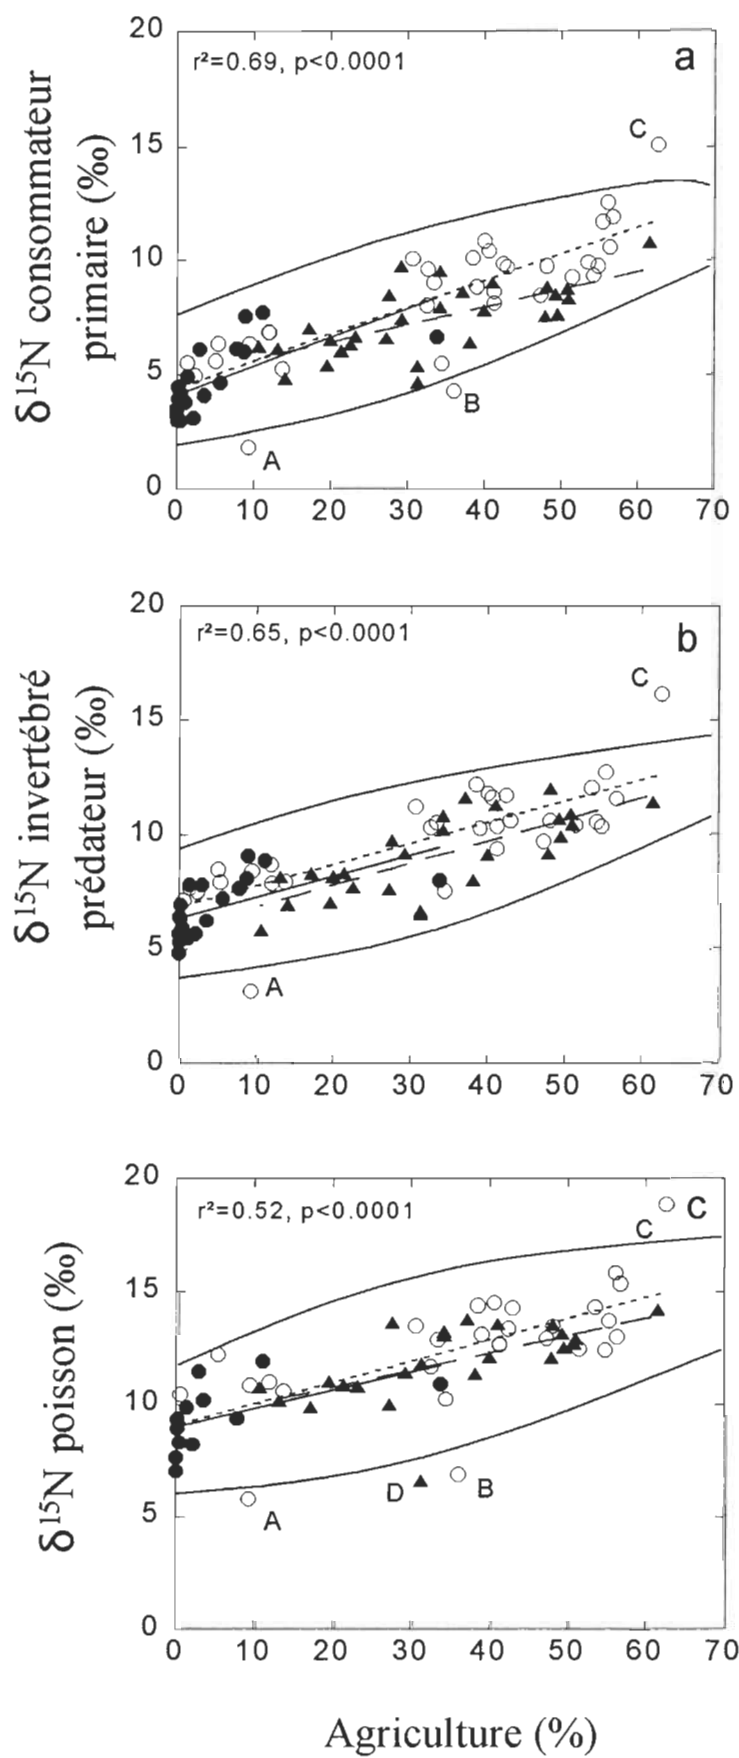 20
r²=0.69, p<0.0001
a
C
15
10
5
B
A
0
0 10 20 30 40 50 60 70
δ¹⁵N consommateur
primaire (‰)
20
r²=0.65, p<0.0001
b
C
15
10
5
A
0
0 10 20 30 40 50 60 70
δ¹⁵N invertébré
prédateur (‰)
20
r²=0.52, p<0.0001
C
c
15
10
5
D
B
A
0
0 10 20 30 40 50 60 70
δ¹⁵N poisson (‰)
Agriculture (%)